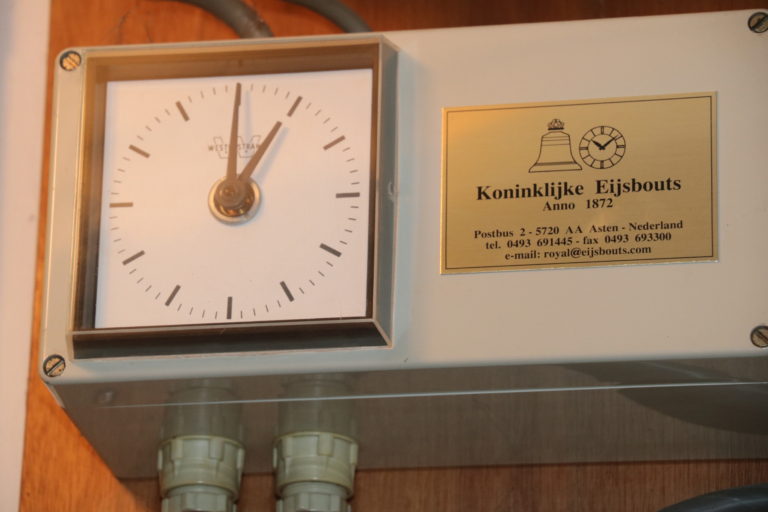 Koninklijke Eijsbouts
Anno 1872
Postbus 2 - 5720 AA Asten - Nederland
tel. 0493 691445 - fax 0493 693300
e-mail: royal@eijsbouts.com